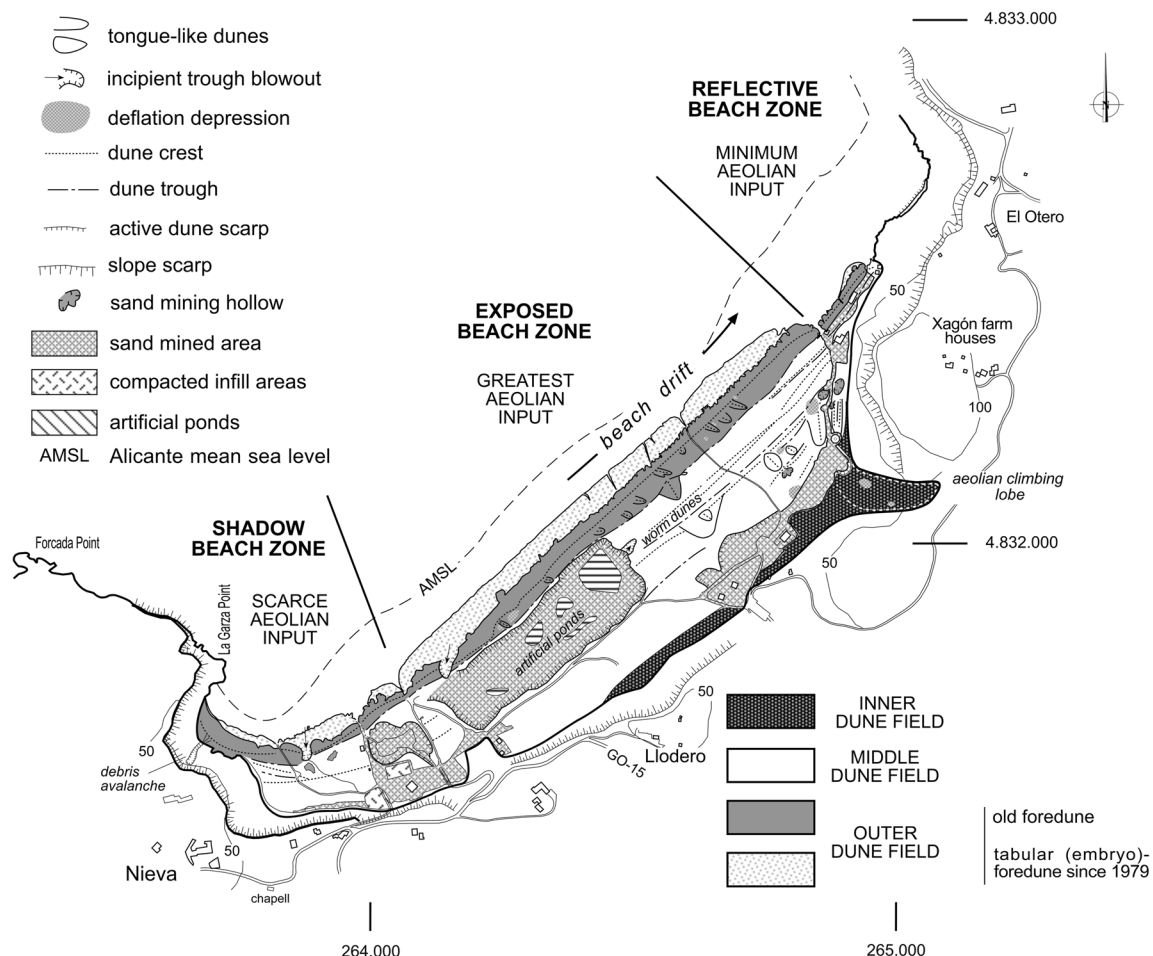 4.833.000
tongue-like dunes
incipient trough blowout
deflation depression
dune crest
dune trough
active dune scarp
slope scarp
sand mining hollow
sand mined area
compacted infill areas
artificial ponds
AMSL Alicante mean sea level
REFLECTIVE
BEACH ZONE
MINIMUM
AEOLIAN
INPUT
N
El Otero
50
Xagón farm
houses
100
EXPOSED
BEACH ZONE
GREATEST
AEOLIAN
INPUT
beach drift
aeolian climbing
lobe
worm dunes
4.832.000
50
SHADOW
BEACH ZONE
AMSL
Forcada Point
La Garza Point
SCARCE
AEOLIAN
INPUT
artificial ponds
50
Llodero
GO-15
50
debris
avalanche
50
Nieva
chapell
INNER
DUNE FIELD
MIDDLE
DUNE FIELD
OUTER
DUNE FIELD
old foredune
tabular (embryo)-
foredune since 1979
264.000
265.000